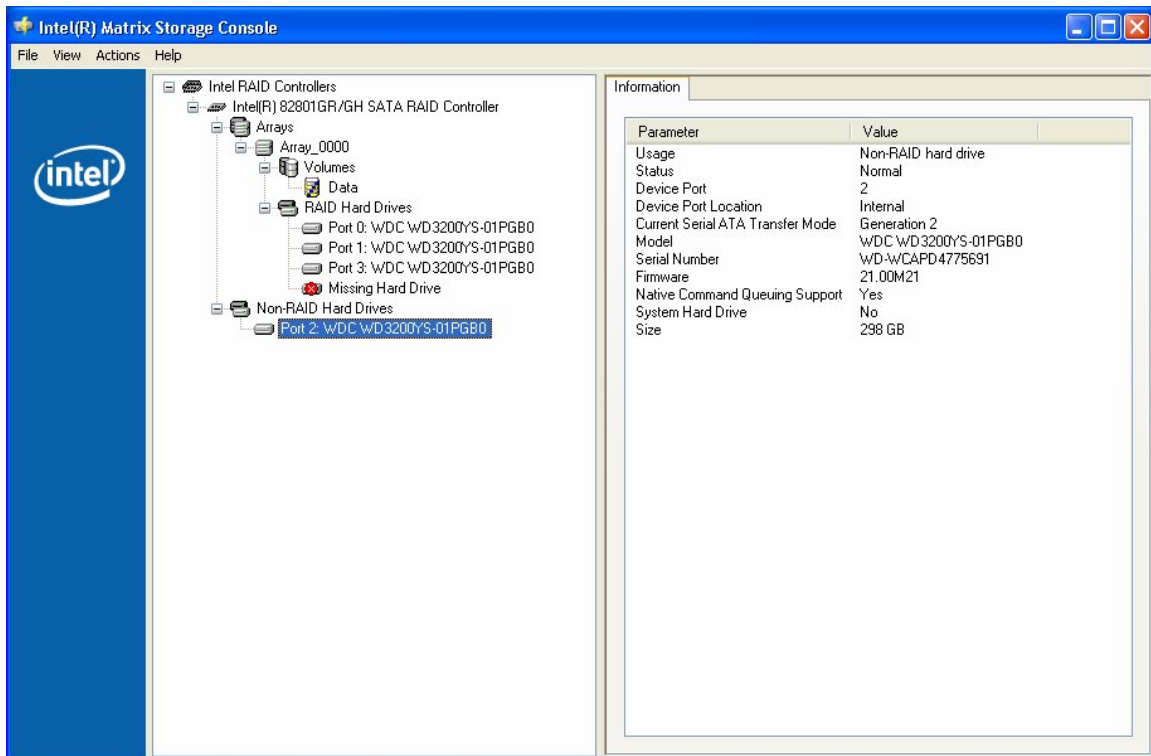 Intel(R) Matrix Storage Console
File View Actions Help
intel
Intel RAID Controllers
Intel(R) 82801GR/GH SATA RAID Controller
Arrays
Array_0000
Volumes
Data
RAID Hard Drives
Port 0: WDC WD3200YS-01PGB0
Port 1: WDC WD3200YS-01PGB0
Port 3: WDC WD3200YS-01PGB0
Missing Hard Drive
Non-RAID Hard Drives
Port 2: WDC WD3200YS-01PGB0
Information
Parameter Value
Usage Non-RAID hard drive
Status Normal
Device Port 2
Device Port Location Internal
Current Serial ATA Transfer Mode Generation 2
Model WDC WD3200YS-01PGB0
Serial Number WD-WCAPD4775691
Firmware 21.00M21
Native Command Queuing Support Yes
System Hard Drive No
Size 298 GB